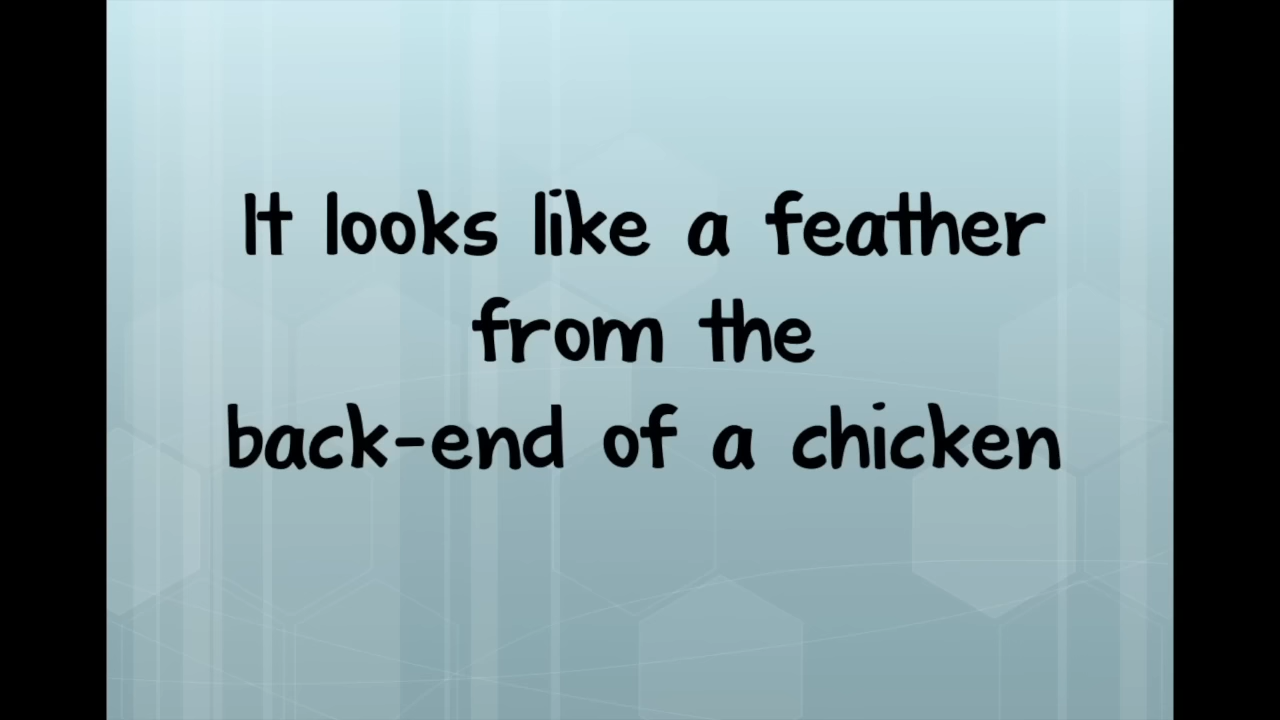 It looks like a feather
from the
back-end of a chicken